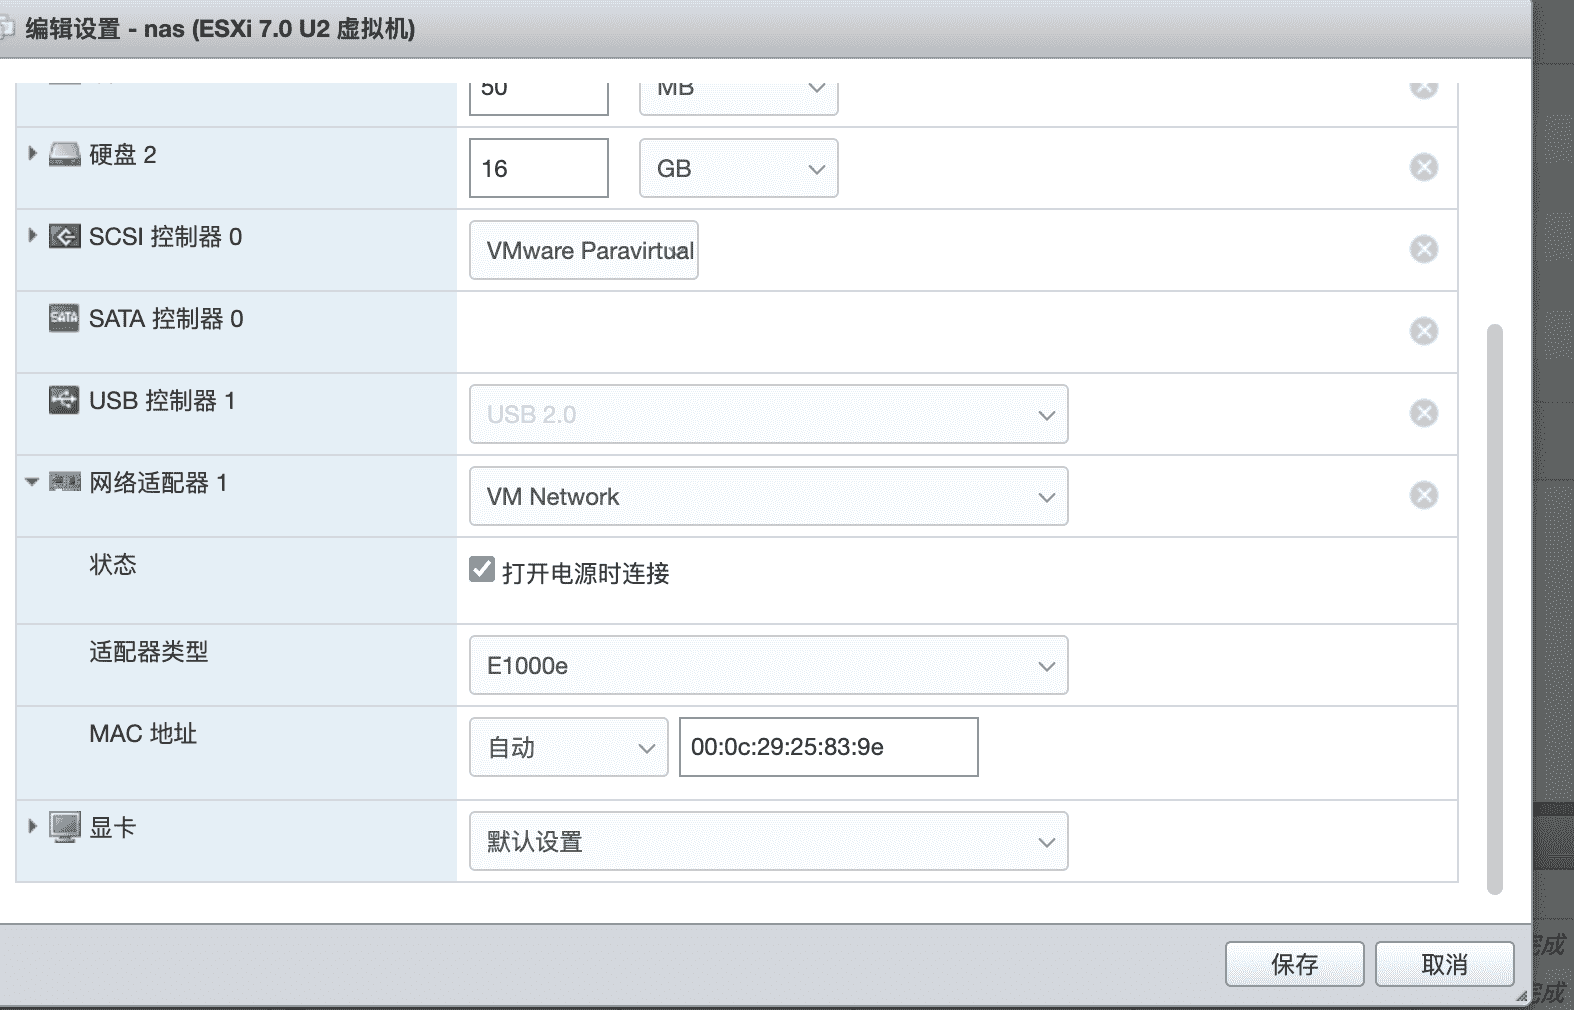 编辑设置 - nas (ESXi 7.0 U2 虚拟机)
50 MB
硬盘 2 16 GB
SCSI 控制器 0 VMware Paravirtual
SATA 控制器 0
USB 控制器 1 USB 2.0
网络适配器 1 VM Network
状态 打开电源时连接
适配器类型 E1000e
MAC 地址 自动 00:0c:29:25:83:9e
显卡 默认设置
保存 取消
完成
完成